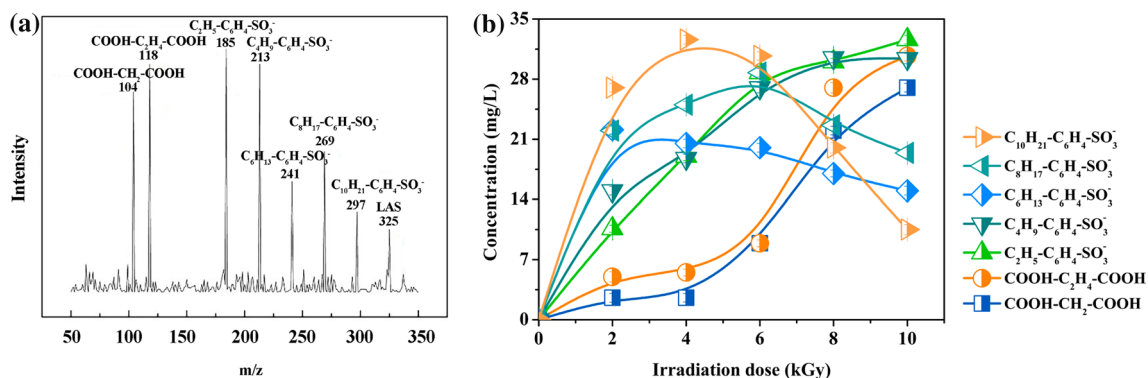 (a)
C₂H₅-C₆H₄-SO₃⁻
185
COOH-C₂H₄-COOH
118
C₄H₉-C₆H₄-SO₃⁻
213
COOH-CH₂-COOH
104
C₈H₁₇-C₆H₄-SO₃⁻
269
C₆H₁₃-C₆H₄-SO₃⁻
241
C₁₀H₂₁-C₆H₄-SO₃⁻
297
LAS
325
Intensity
50 100 150 200 250 300 350
m/z
(b)
35
28
21
14
7
0
Concentration (mg/L)
0 2 4 6 8 10
Irradiation dose (kGy)
C₁₀H₂₁-C₆H₄-SO₃⁻
C₈H₁₇-C₆H₄-SO₃⁻
C₆H₁₃-C₆H₄-SO₃⁻
C₄H₉-C₆H₄-SO₃⁻
C₂H₅-C₆H₄-SO₃⁻
COOH-C₂H₄-COOH
COOH-CH₂-COOH